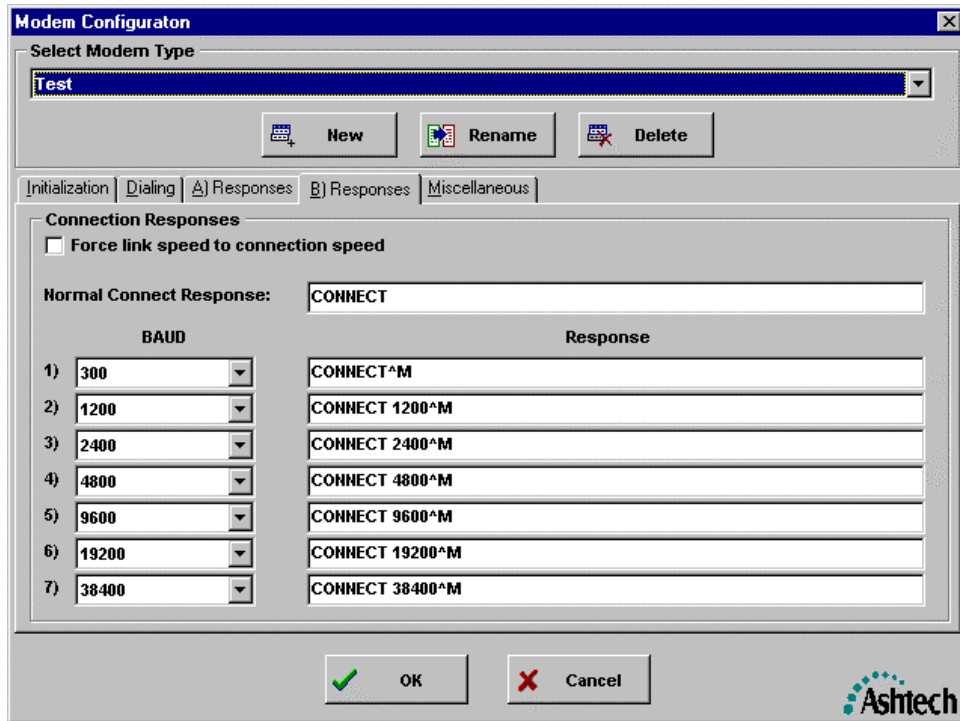 Modem Configuraton
Select Modem Type
Test
New Rename Delete
Initialization Dialing A) Responses B) Responses Miscellaneous
Connection Responses
Force link speed to connection speed
Normal Connect Response: CONNECT
BAUD Response
1) 300 CONNECT^M
2) 1200 CONNECT 1200^M
3) 2400 CONNECT 2400^M
4) 4800 CONNECT 4800^M
5) 9600 CONNECT 9600^M
6) 19200 CONNECT 19200^M
7) 38400 CONNECT 38400^M
OK Cancel
Ashtech